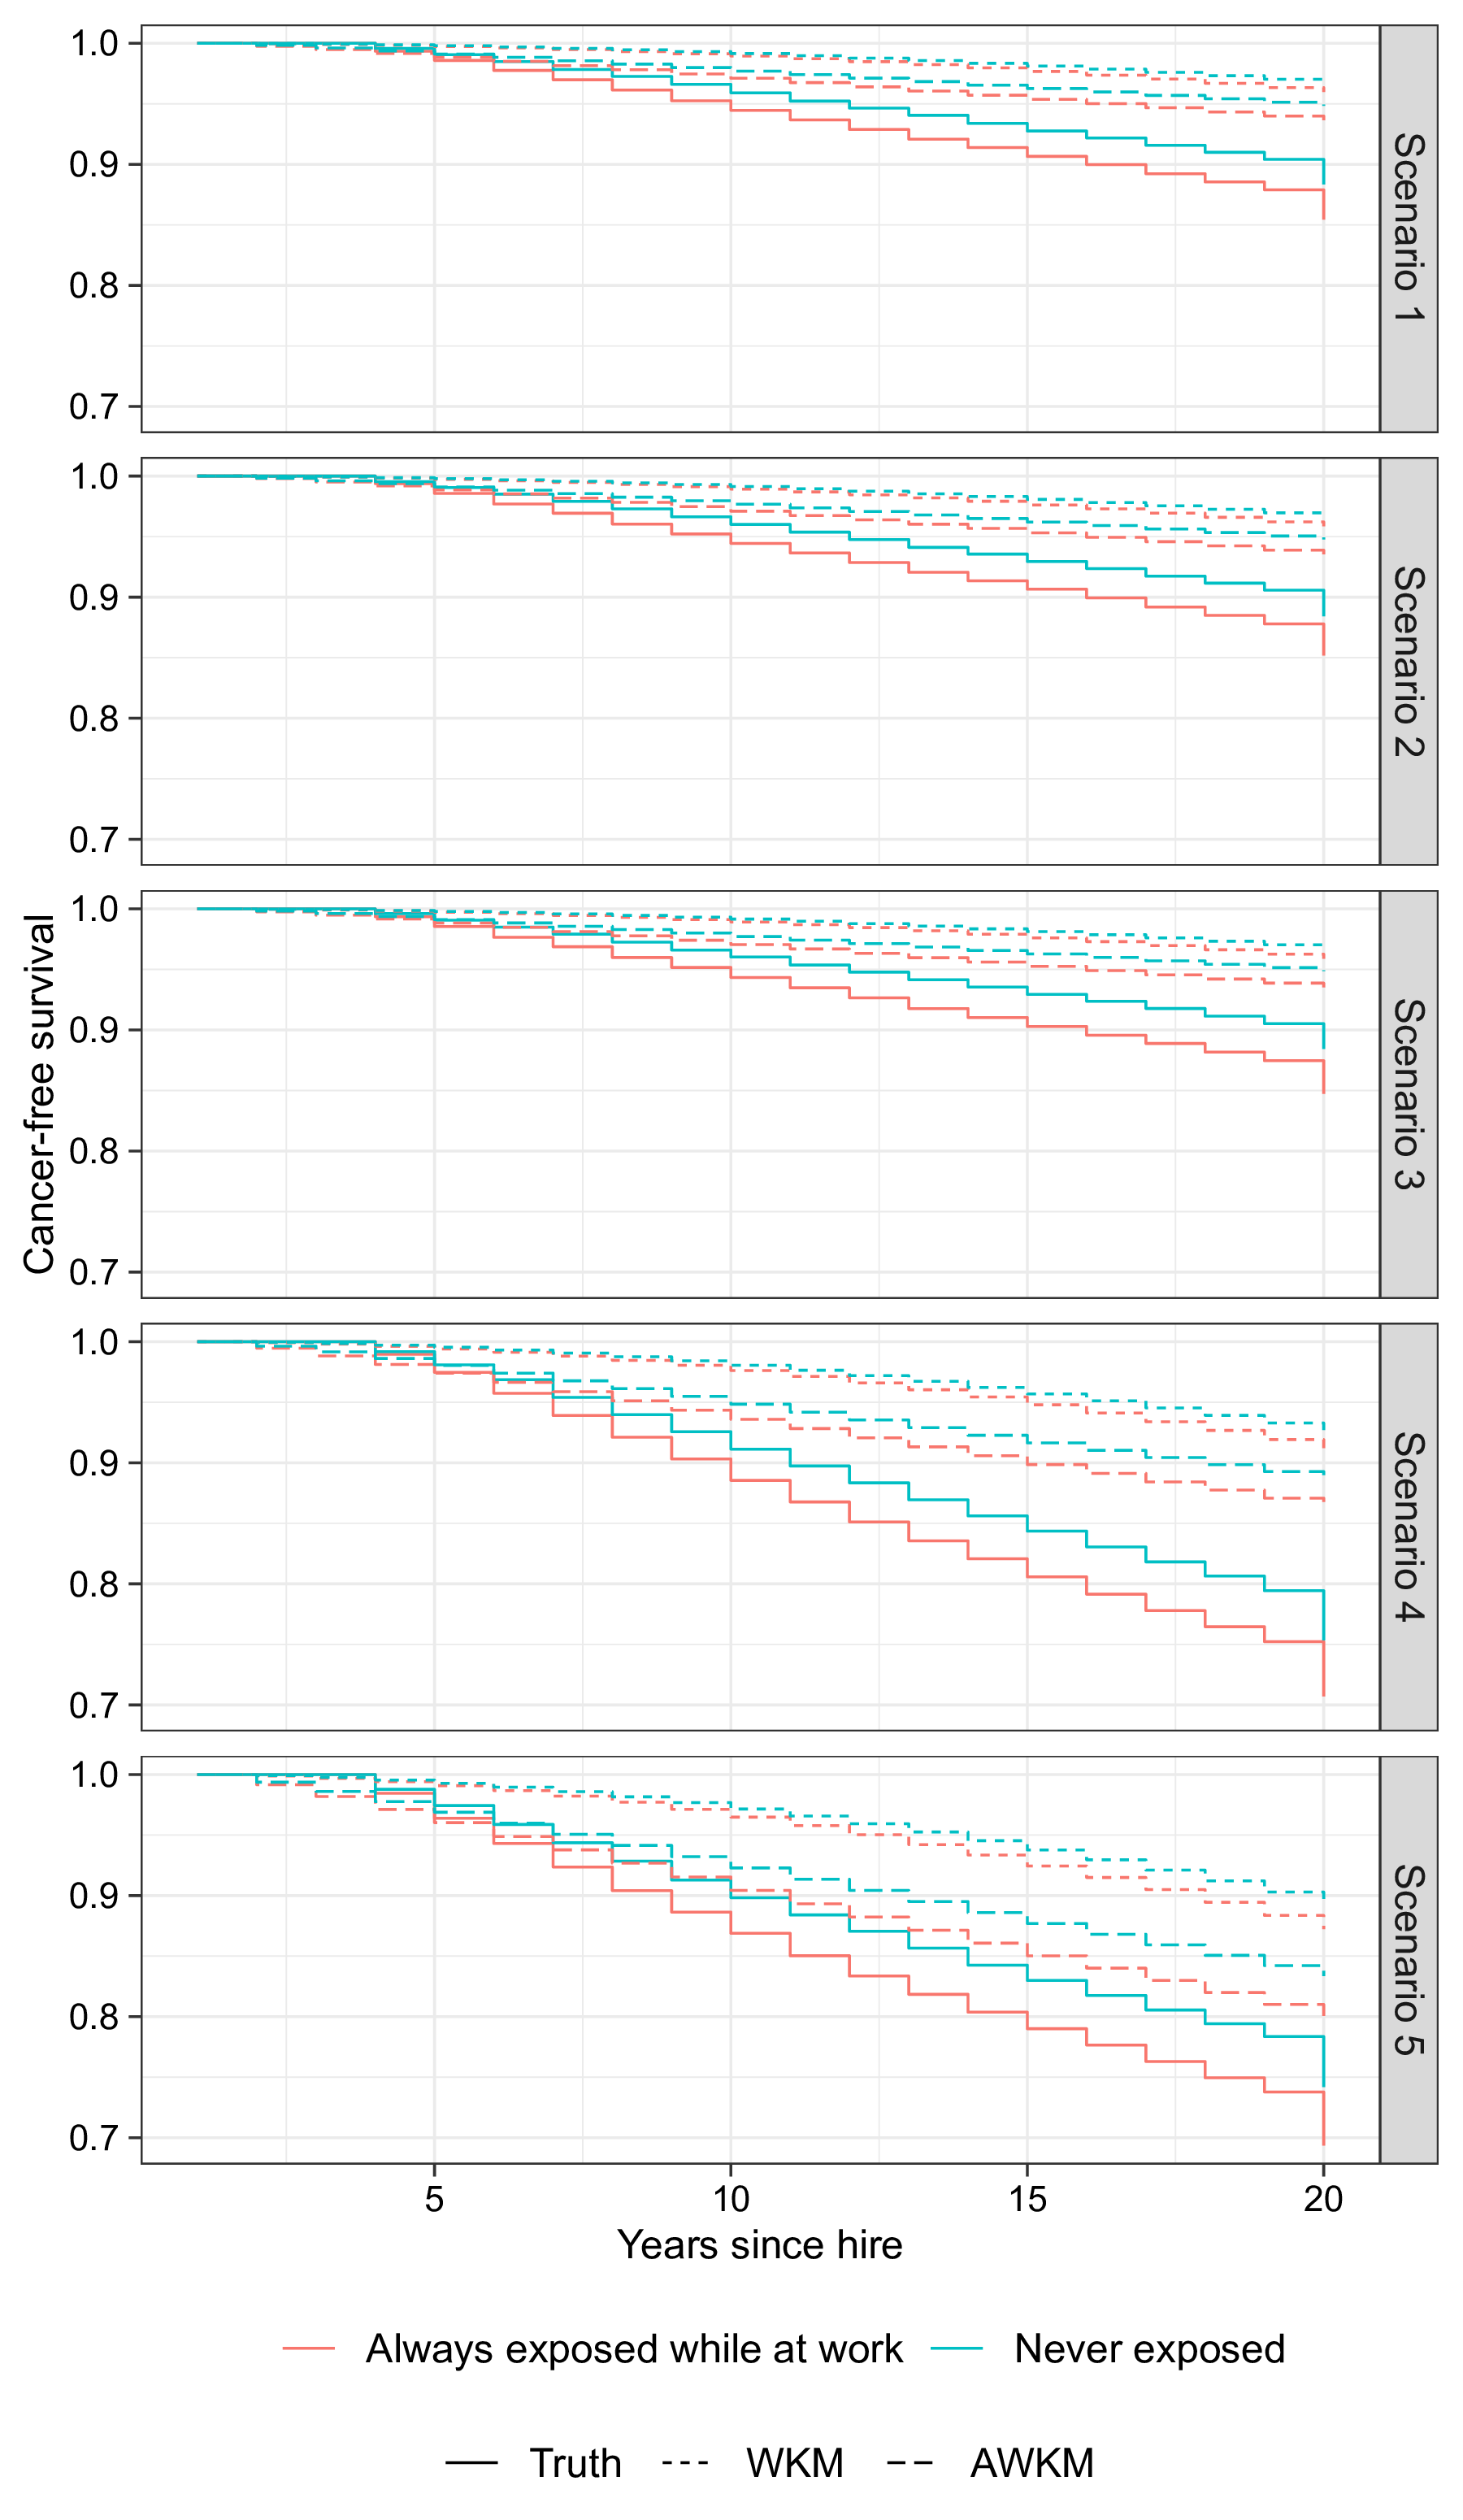 1.0
0.9
0.8
0.7
Scenario 1
1.0
0.9
0.8
0.7
Scenario 2
Cancer-free survival
1.0
0.9
0.8
0.7
Scenario 3
1.0
0.9
0.8
0.7
Scenario 4
1.0
0.9
0.8
0.7
Scenario 5
5 10 15 20
Years since hire
Always exposed while at work Never exposed
Truth WKM AWKM